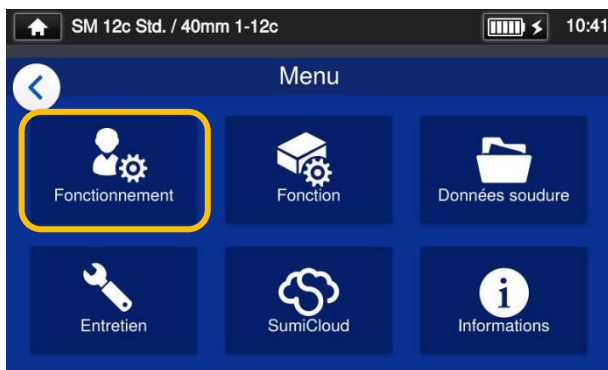 SM 12c Std. / 40mm 1-12c 10:41
Menu
Fonctionnement Fonction Données soudure
Entretien SumiCloud Informations